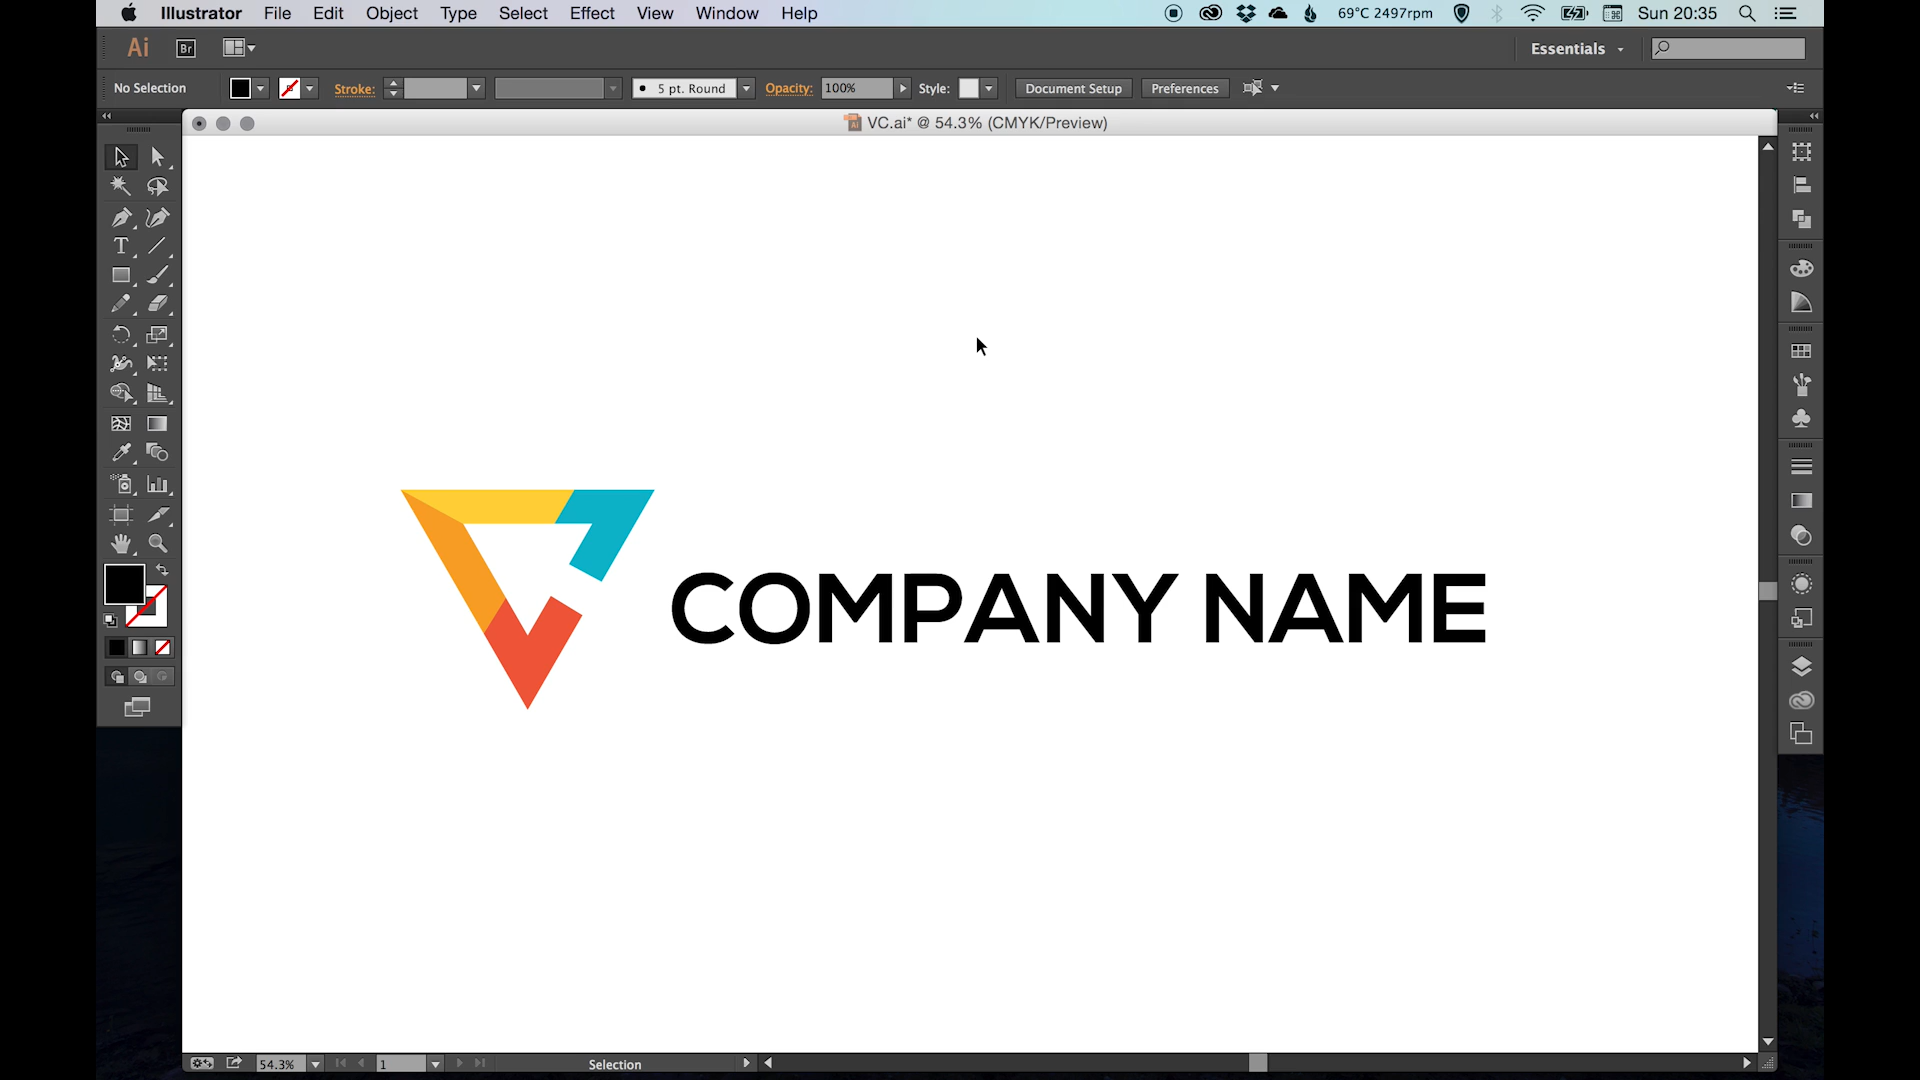 Illustrator File Edit Object Type Select Effect View Window Help 69°C 2497rpm Sun 20:35
Ai Br Essentials
No Selection Stroke: 5 pt. Round Opacity: 100% Style: Document Setup Preferences
VC.ai* @ 54.3% (CMYK/Preview)
T
COMPANY NAME
54.3% 1 Selection